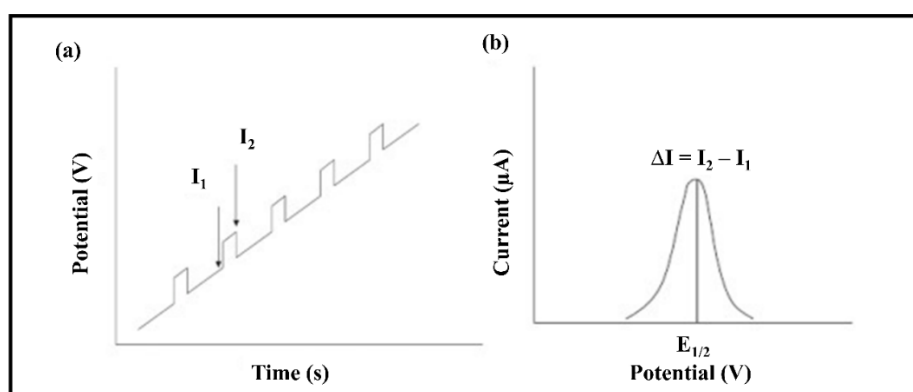 (a)
Potential (V)
I₁
I₂
Time (s)
(b)
Current (μA)
ΔI = I₂ – I₁
E₁/₂
Potential (V)